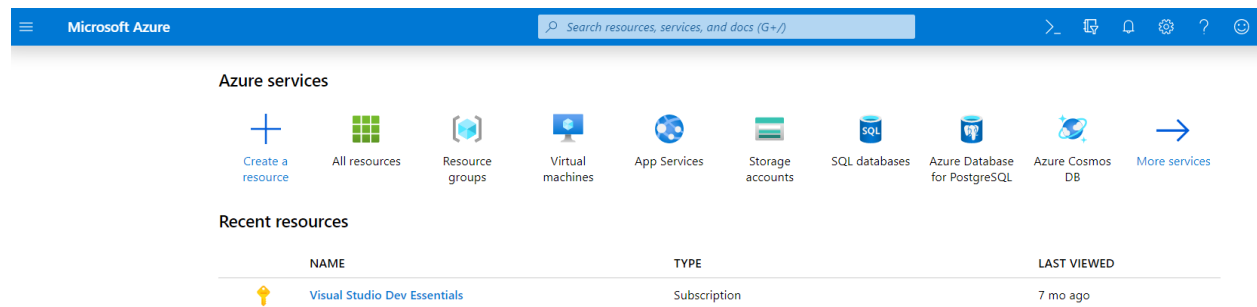 Microsoft Azure
Search resources, services, and docs (G+/)
Azure services
Create a resource
All resources
Resource groups
Virtual machines
App Services
Storage accounts
SQL
SQL databases
Azure Database for PostgreSQL
Azure Cosmos DB
More services
Recent resources
NAME TYPE LAST VIEWED
Visual Studio Dev Essentials Subscription 7 mo ago